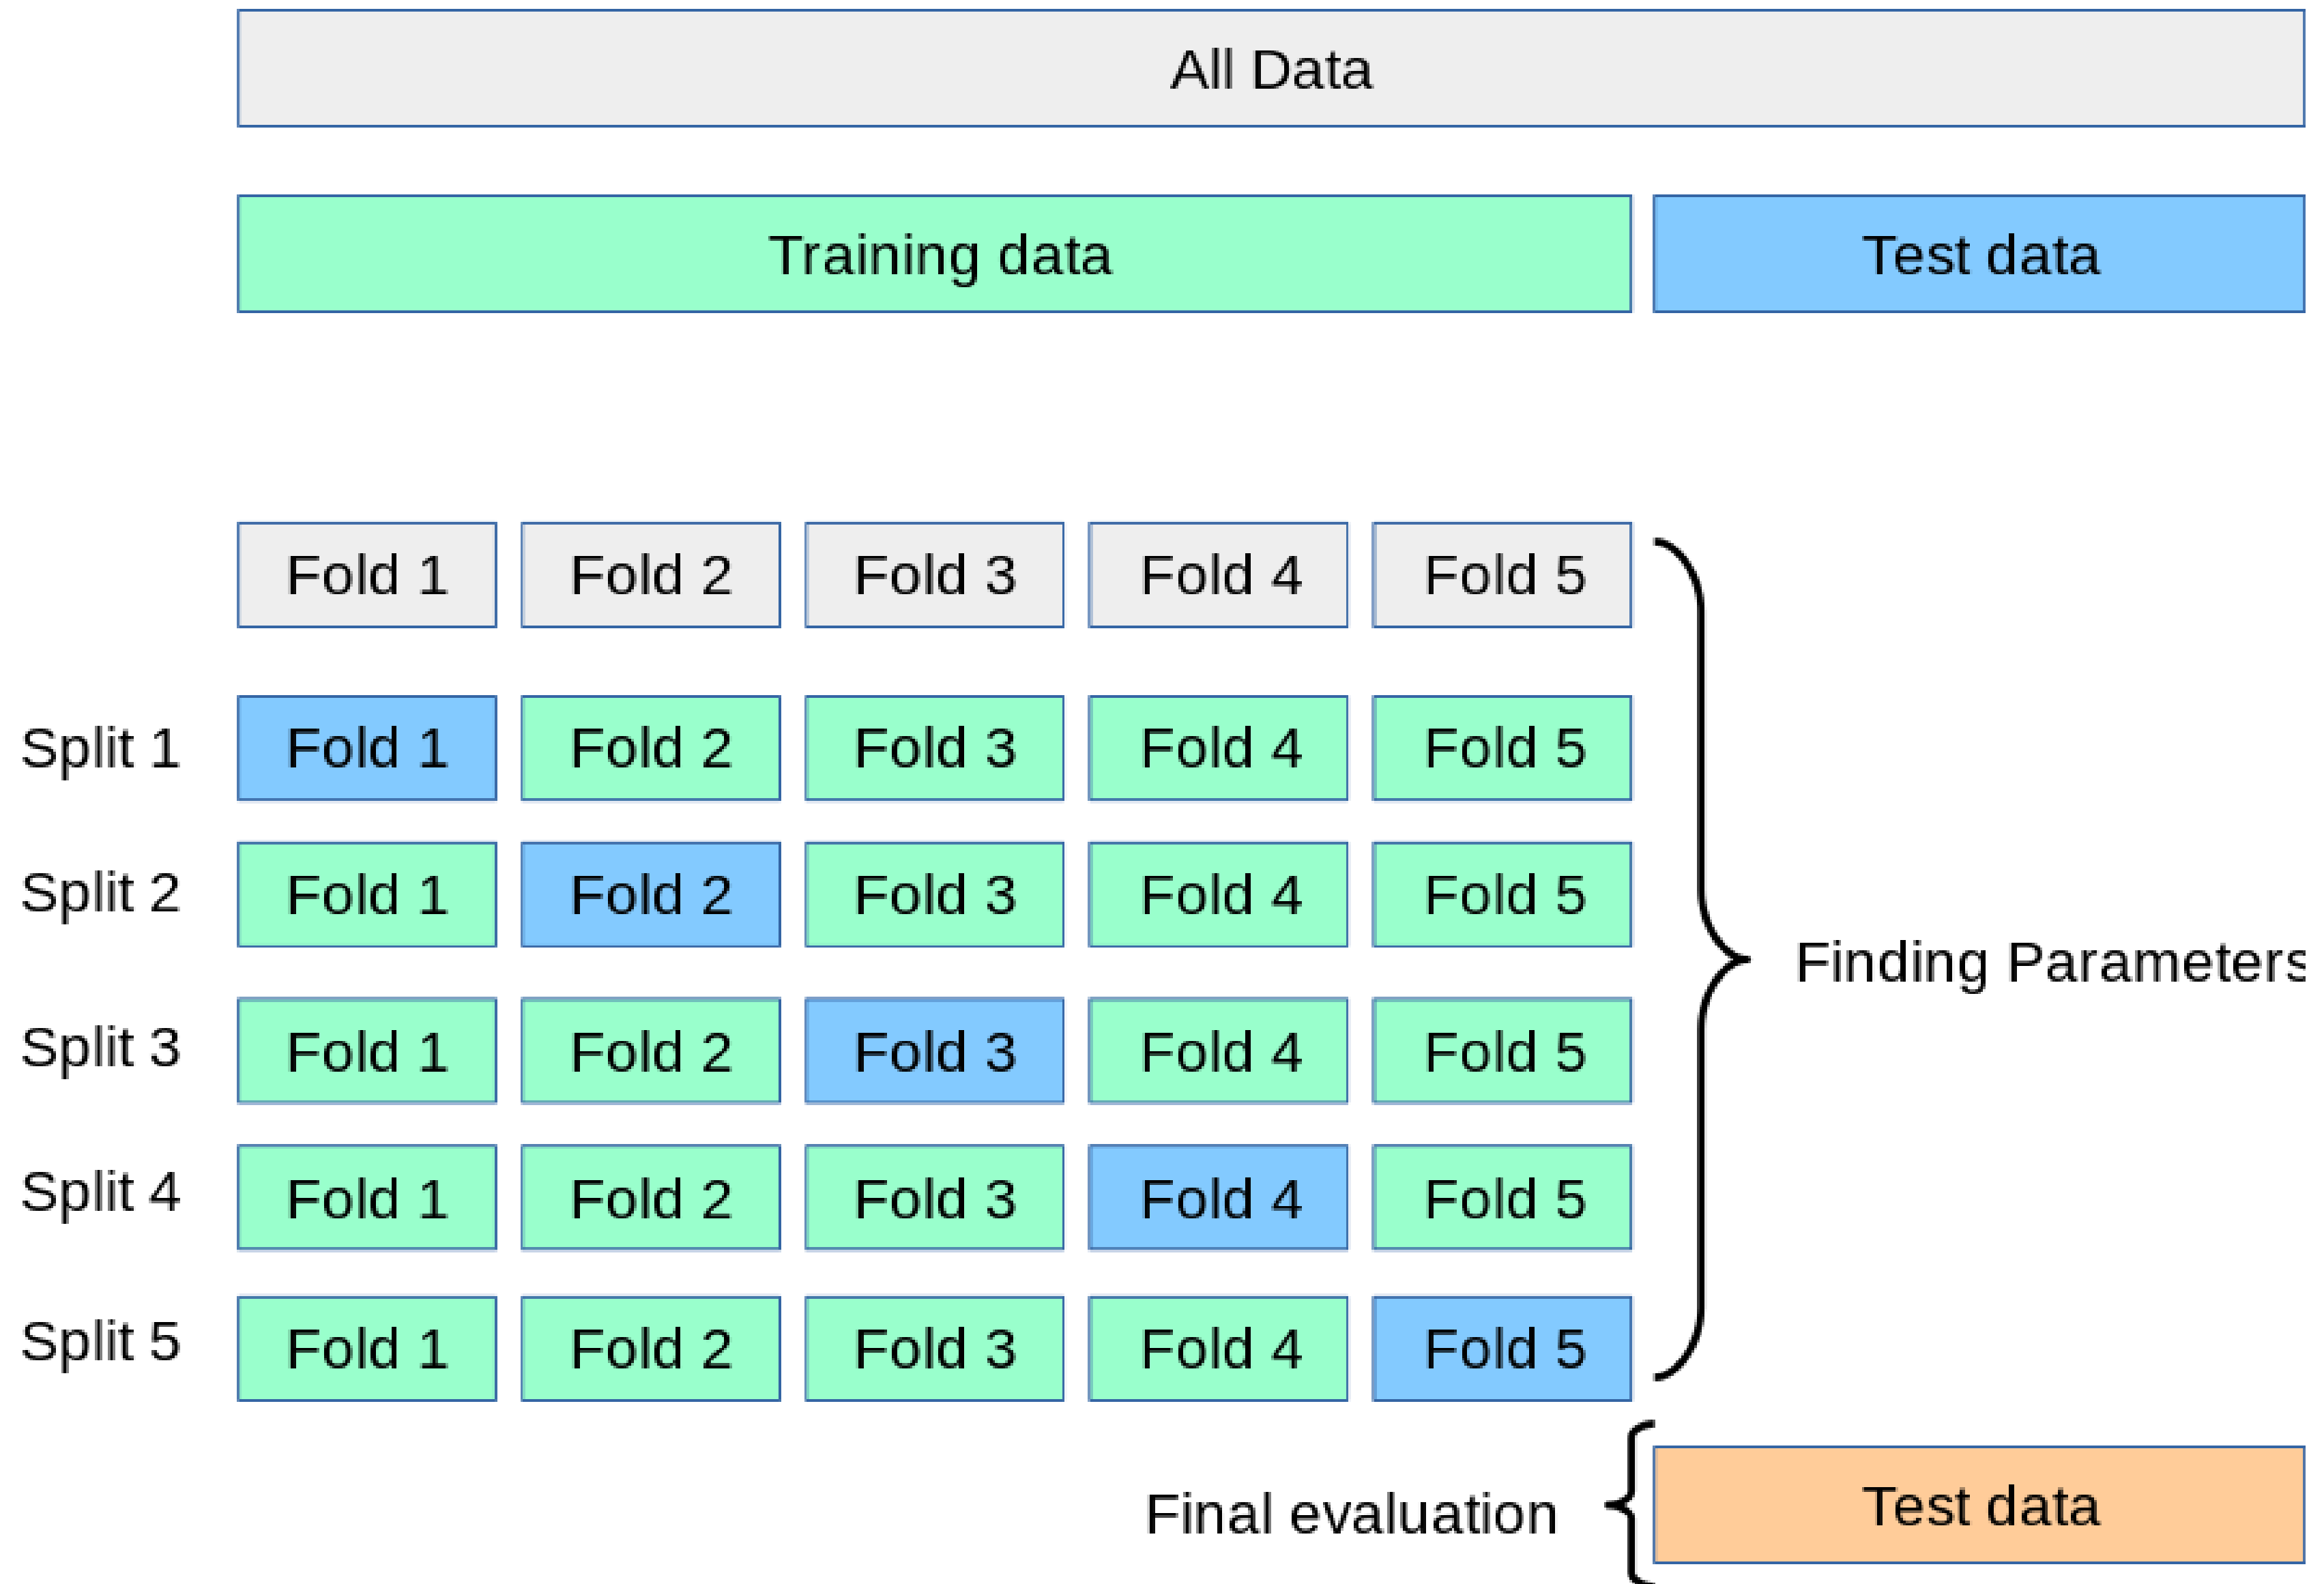 All Data
Training data Test data
Fold 1 Fold 2 Fold 3 Fold 4 Fold 5
Split 1 Fold 1 Fold 2 Fold 3 Fold 4 Fold 5
Split 2 Fold 1 Fold 2 Fold 3 Fold 4 Fold 5
Finding Parameters
Split 3 Fold 1 Fold 2 Fold 3 Fold 4 Fold 5
Split 4 Fold 1 Fold 2 Fold 3 Fold 4 Fold 5
Split 5 Fold 1 Fold 2 Fold 3 Fold 4 Fold 5
Final evaluation Test data